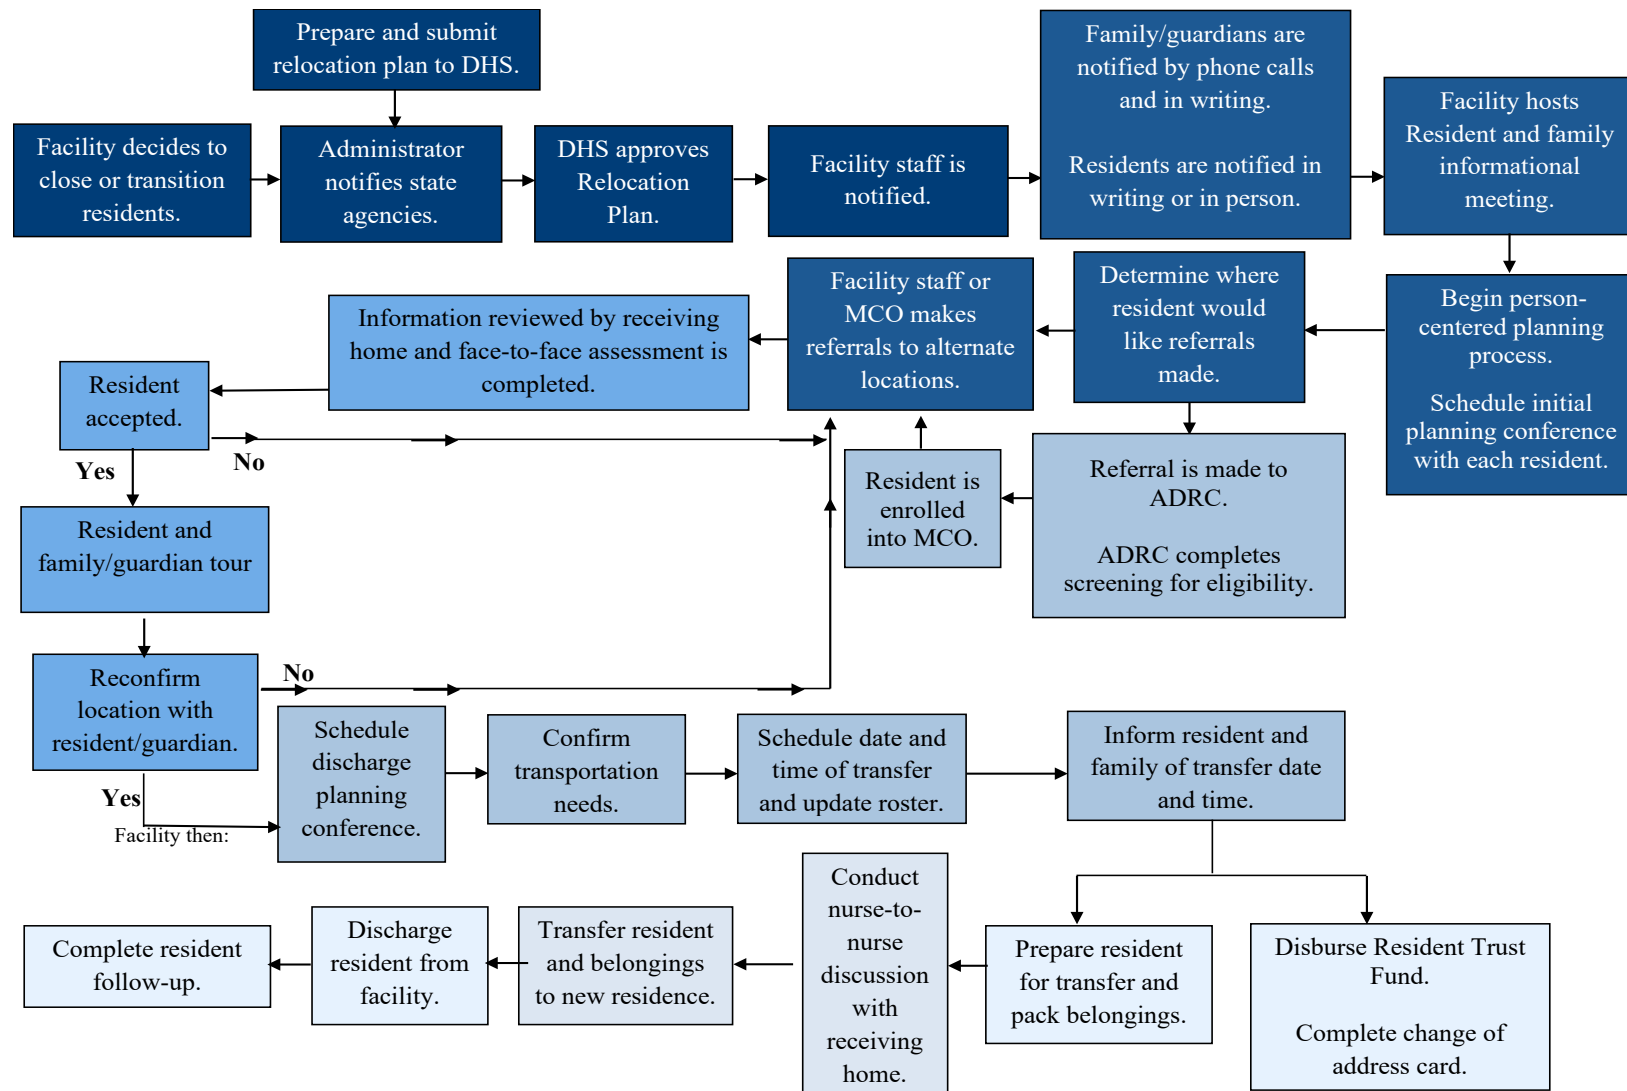 Prepare and submit
relocation plan to DHS.
Facility decides to
close or transition
residents.
Administrator
notifies state
agencies.
DHS approves
Relocation
Plan.
Facility staff is
notified.
Family/guardians are
notified by phone calls
and in writing.
Residents are notified in
writing or in person.
Facility hosts
Resident and family
informational
meeting.
Begin person-
centered planning
process.
Schedule initial
planning conference
with each resident.
Determine where
resident would
like referrals
made.
Facility staff or
MCO makes
referrals to alternate
locations.
Referral is made to
ADRC.
ADRC completes
screening for eligibility.
Resident is
enrolled
into MCO.
Information reviewed by receiving
home and face-to-face assessment is
completed.
Resident
accepted.
No
Yes
Resident and
family/guardian tour
Reconfirm
location with
resident/guardian.
No
Yes
Facility then:
Schedule
discharge
planning
conference.
Confirm
transportation
needs.
Schedule date and
time of transfer
and update roster.
Inform resident and
family of transfer date
and time.
Disburse Resident Trust
Fund.
Complete change of
address card.
Prepare resident
for transfer and
pack belongings.
Conduct
nurse-to-
nurse
discussion
with
receiving
home.
Transfer resident
and belongings
to new residence.
Discharge
resident from
facility.
Complete resident
follow-up.